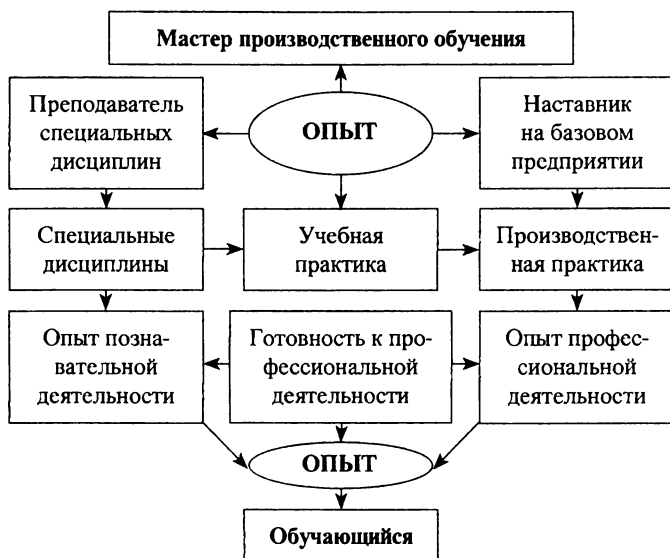 Мастер производственного обучения
Преподаватель
специальных
дисциплин
ОПЫТ
Наставник
на базовом
предприятии
Специальные
дисциплины
Учебная
практика
Производствен-
ная практика
Опыт позна-
вательной
деятельности
Готовность к про-
фессиональной
деятельности
Опыт профес-
сиональной
деятельности
ОПЫТ
Обучающийся